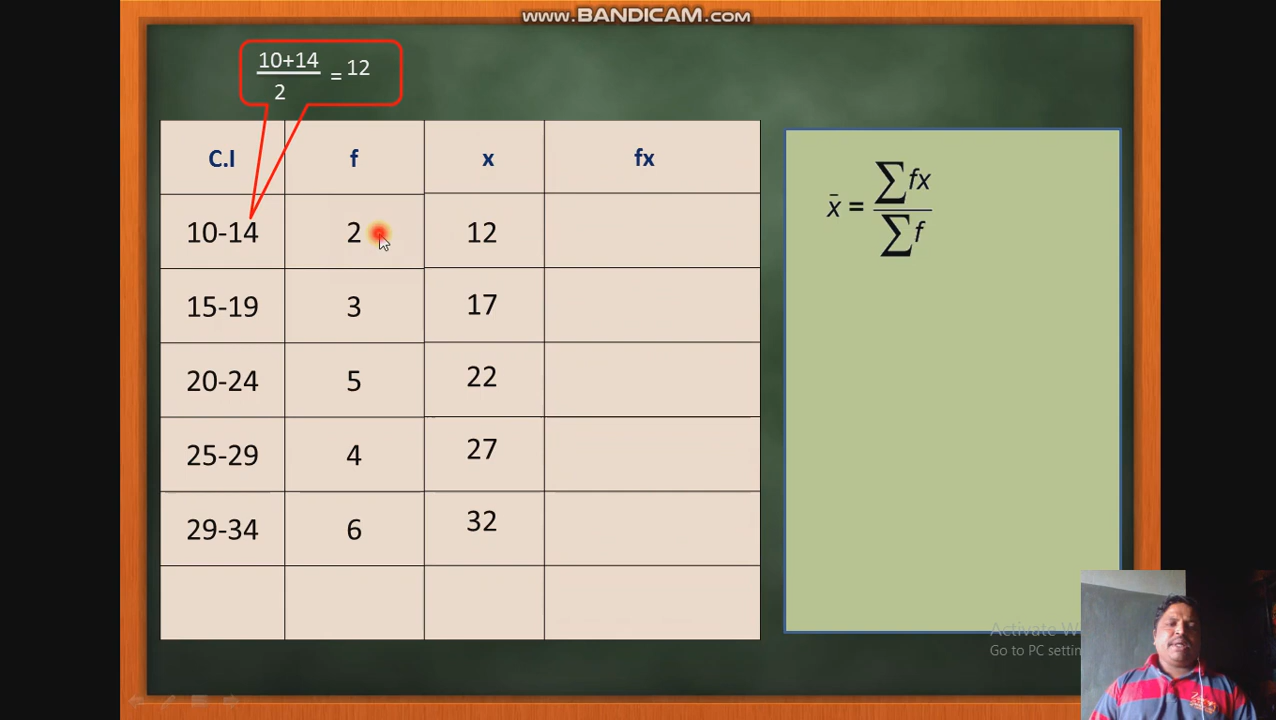 www.BANDICAM.com
10+14
2
= 12
C.I f x fx
10-14 2 12
15-19 3 17
20-24 5 22
25-29 4 27
29-34 6 32
x̄ = ∑fx
∑f
Activate W
Go to PC settin